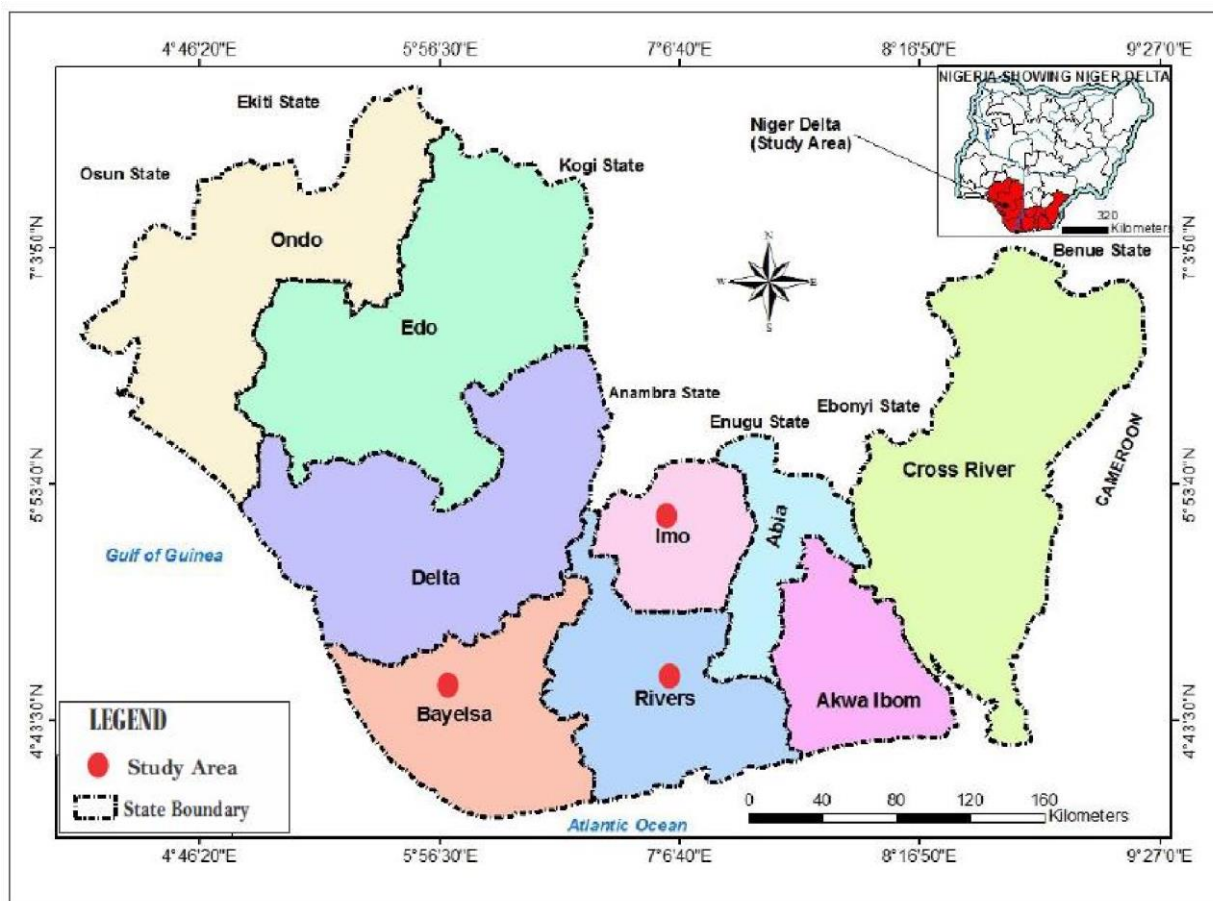 4°46'20"E
5°56'30"E
7°6'40"E
8°16'50"E
9°27'0"E
NIGERIA SHOWING NIGER DELTA
Niger Delta
(Study Area)
320
Kilometers
Ekiti State
Osun State
Kogi State
7°3'50"N
Ondo
N
W
E
S
Benue State
7°3'50"N
Edo
Anambra State
Enugu State
Ebonyi State
CAMEROON
Cross River
5°53'40"N
Imo
Abia
5°53'40"N
Gulf of Guinea
Delta
Bayelsa
Rivers
Akwa Ibom
4°43'30"N
4°43'30"N
LEGEND
Study Area
State Boundary
0 40 80 120 160
Kilometers
Atlantic Ocean
4°46'20"E
5°56'30"E
7°6'40"E
8°16'50"E
9°27'0"E